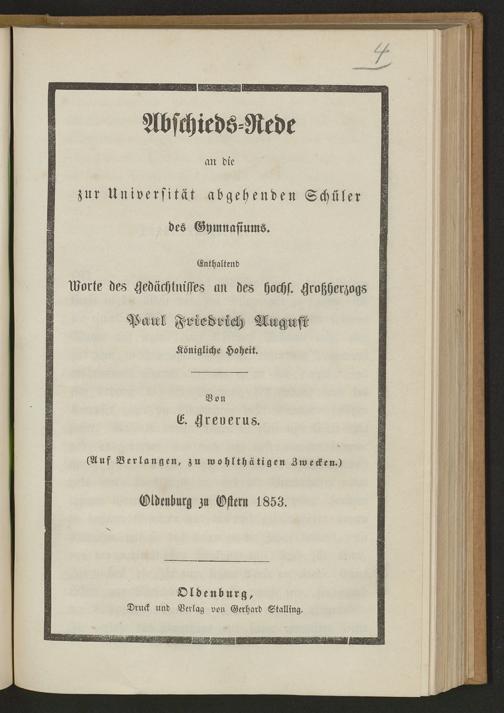 4
Abschieds-Rede
an die
zur Universität abgehenden Schüler
des Gymnasiums.
Enthaltend
Worte des Gedächtnisses an des hochs. Großherzogs
Paul Friedrich August
Königliche Hoheit.
Von
E. Greverus.
(Auf Verlangen, zu wohlthätigen Zwecken.)
Oldenburg zu Ostern 1853.
Oldenburg,
Druck und Verlag von Gerhard Stalling.